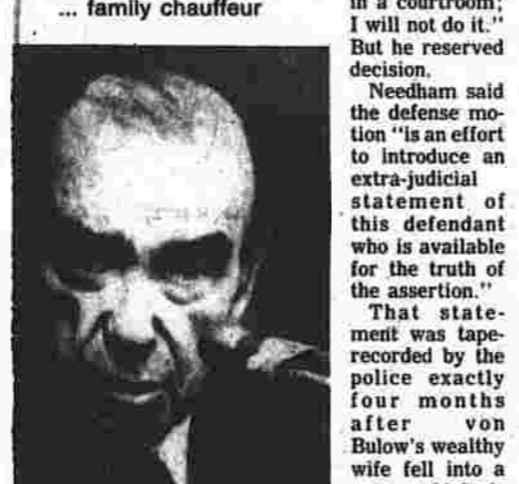 ... family chauffeur
in a courtroom;
I will not do it."
But he reserved
decision.
Needham said
the defense mo-
tion "is an effort
to introduce an
extra-judicial
statement of
this defendant
who is available
for the truth of
the assertion."
That state-
ment was tape-
recorded by the
police exactly
four months
after von
Bulow's wealthy
wife fell into a